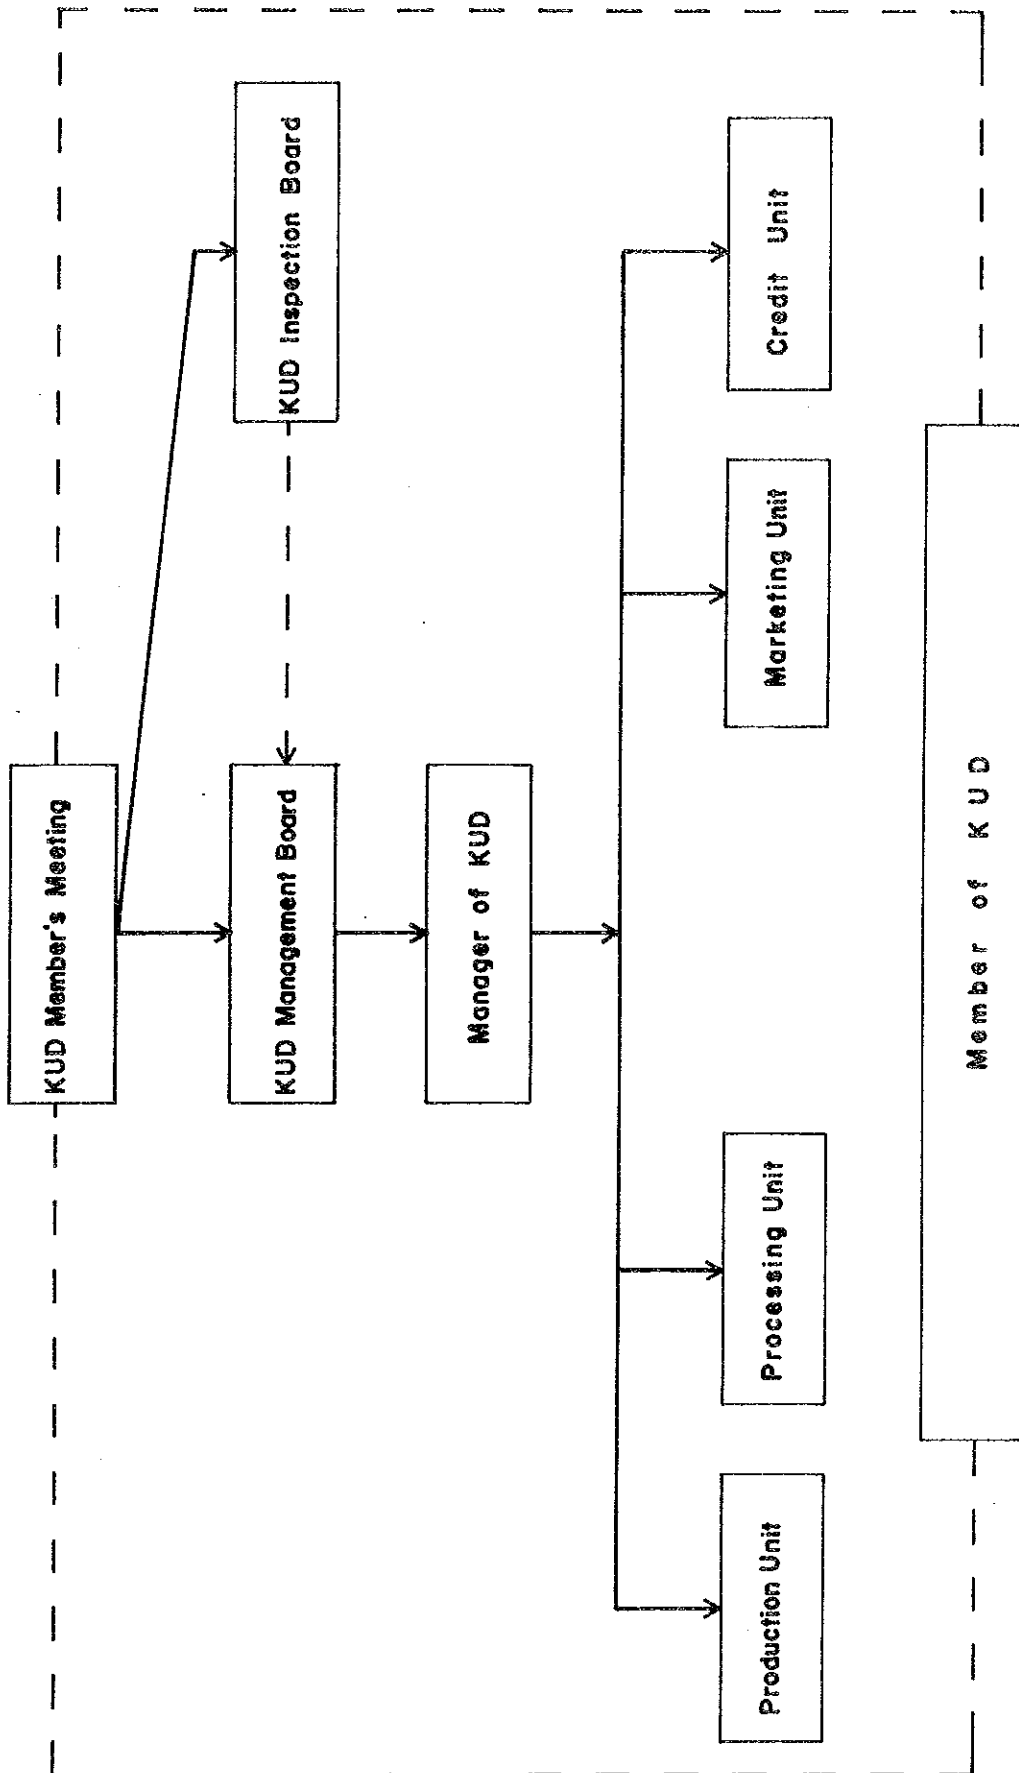 KUD Member's Meeting
KUD Inspection Board
KUD Management Board
Manager of KUD
Production Unit
Processing Unit
Marketing Unit
Credit Unit
Member of KUD